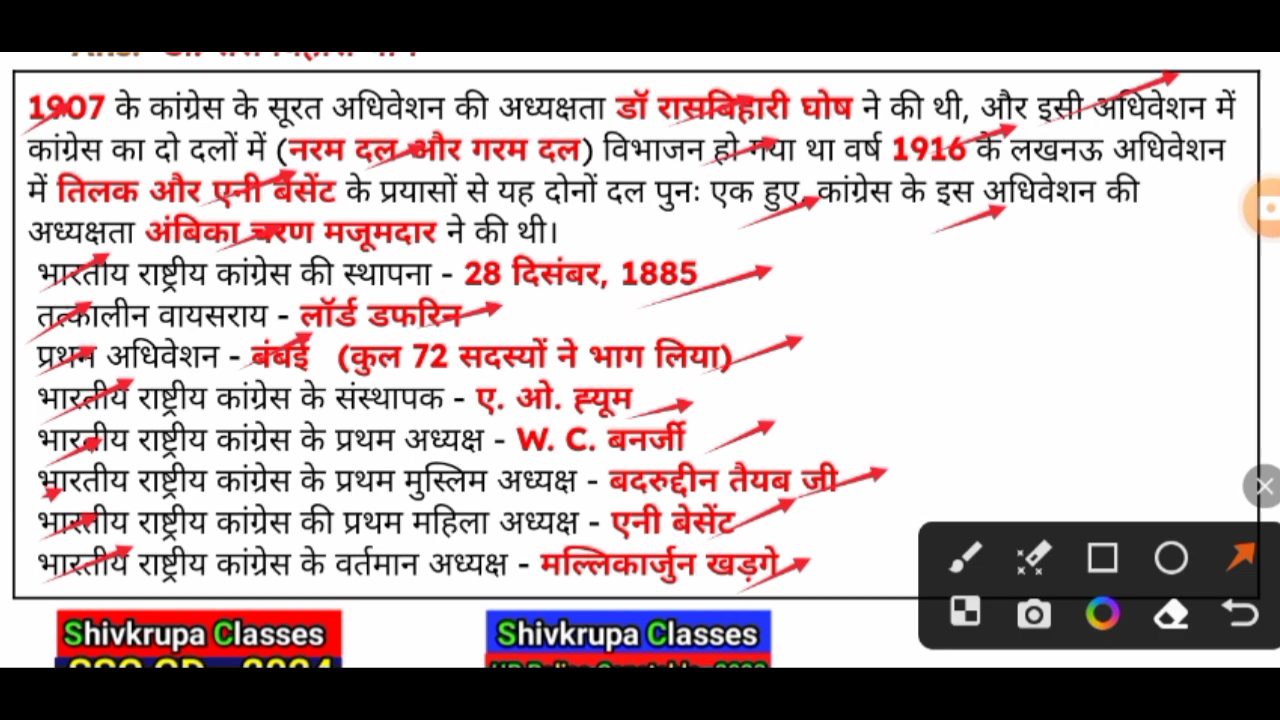 1907 के कांग्रेस के सूरत अधिवेशन की अध्यक्षता डॉ रासबिहारी घोष ने की थी, और इसी अधिवेशन में
कांग्रेस का दो दलों में (नरम दल और गरम दल) विभाजन हो गया था वर्ष 1916 के लखनऊ अधिवेशन
में तिलक और एनी बेसेंट के प्रयासों से यह दोनों दल पुनः एक हुए, कांग्रेस के इस अधिवेशन की
अध्यक्षता अंबिका चरण मजूमदार ने की थी।
भारतीय राष्ट्रीय कांग्रेस की स्थापना - 28 दिसंबर, 1885
तत्कालीन वायसराय - लॉर्ड डफरिन
प्रथम अधिवेशन - बंबई (कुल 72 सदस्यों ने भाग लिया)
भारतीय राष्ट्रीय कांग्रेस के संस्थापक - ए. ओ. ह्यूम
भारतीय राष्ट्रीय कांग्रेस के प्रथम अध्यक्ष - W. C. बनर्जी
भारतीय राष्ट्रीय कांग्रेस के प्रथम मुस्लिम अध्यक्ष - बदरुद्दीन तैयब जी
भारतीय राष्ट्रीय कांग्रेस की प्रथम महिला अध्यक्ष - एनी बेसेंट
भारतीय राष्ट्रीय कांग्रेस के वर्तमान अध्यक्ष - मल्लिकार्जुन खड़गे
Shivkrupa Classes Shivkrupa Classes